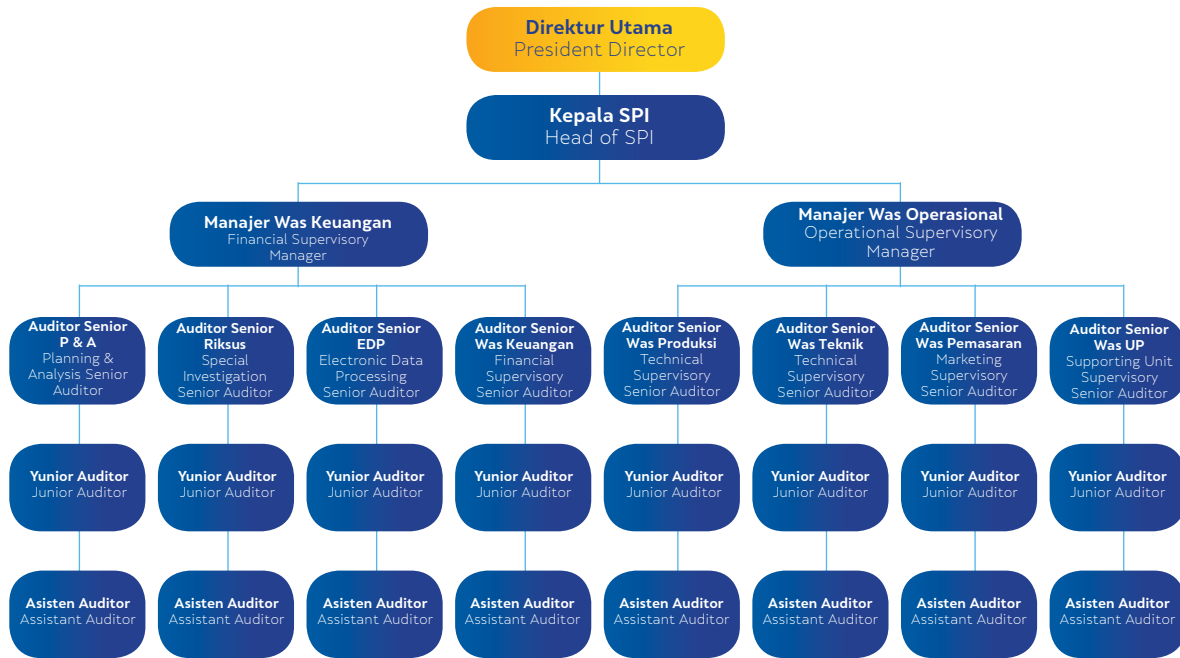 Direktur Utama
President Director
Kepala SPI
Head of SPI
Manajer Was Keuangan
Financial Supervisory
Manager
Manajer Was Operasional
Operational Supervisory
Manager
Auditor Senior
P & A
Planning &
Analysis Senior
Auditor
Auditor Senior
Riksus
Special
Investigation
Senior Auditor
Auditor Senior
EDP
Electronic Data
Processing
Senior Auditor
Auditor Senior
Was Keuangan
Financial
Supervisory
Senior Auditor
Auditor Senior
Was Produksi
Technical
Supervisory
Senior Auditor
Auditor Senior
Was Teknik
Technical
Supervisory
Senior Auditor
Auditor Senior
Was Pemasaran
Marketing
Supervisory
Senior Auditor
Auditor Senior
Was UP
Supporting Unit
Supervisory
Senior Auditor
Yunior Auditor
Junior Auditor
Yunior Auditor
Junior Auditor
Yunior Auditor
Junior Auditor
Yunior Auditor
Junior Auditor
Yunior Auditor
Junior Auditor
Yunior Auditor
Junior Auditor
Yunior Auditor
Junior Auditor
Yunior Auditor
Junior Auditor
Asisten Auditor
Assistant Auditor
Asisten Auditor
Assistant Auditor
Asisten Auditor
Assistant Auditor
Asisten Auditor
Assistant Auditor
Asisten Auditor
Assistant Auditor
Asisten Auditor
Assistant Auditor
Asisten Auditor
Assistant Auditor
Asisten Auditor
Assistant Auditor